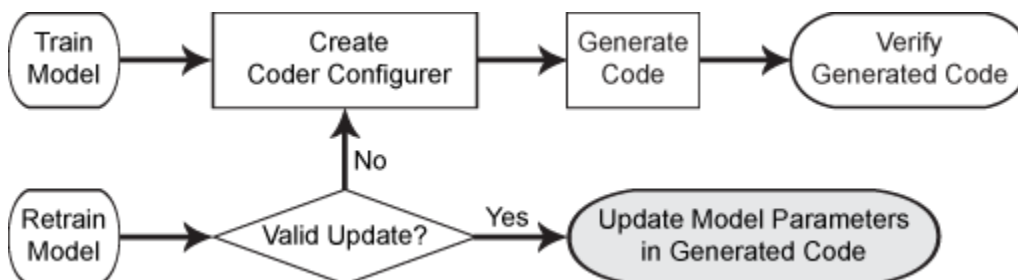 Train
Model
Create
Coder Configurer
Generate
Code
Verify
Generated Code
No
Retrain
Model
Valid Update?
Yes
Update Model Parameters
in Generated Code